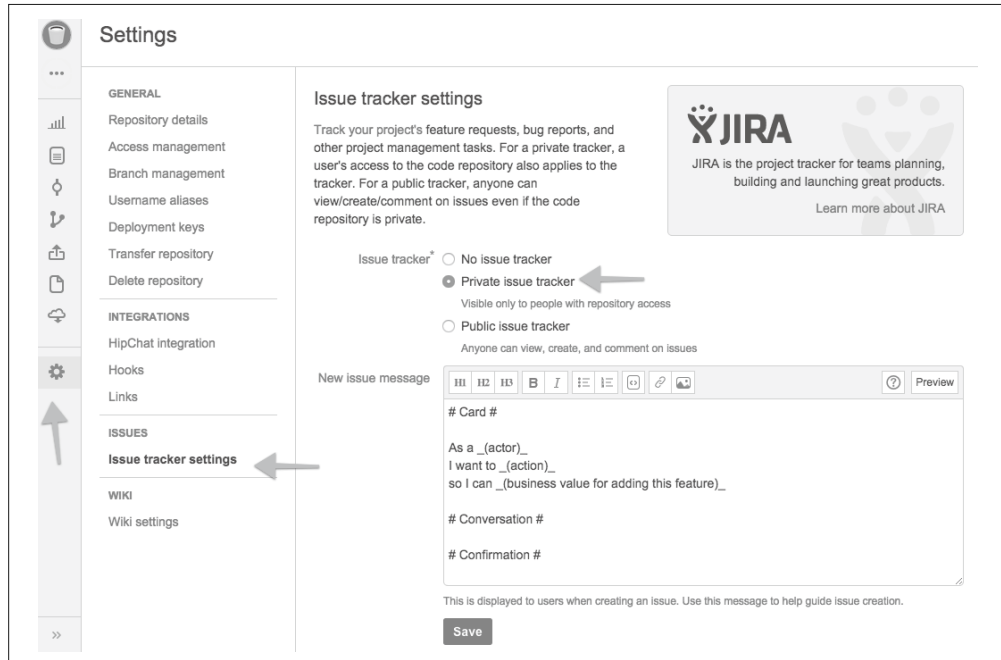 Settings
GENERAL
Repository details
Access management
Branch management
Username aliases
Deployment keys
Transfer repository
Delete repository
INTEGRATIONS
HipChat integration
Hooks
Links
ISSUES
Issue tracker settings
WIKI
Wiki settings
Issue tracker settings
Track your project's feature requests, bug reports, and
other project management tasks. For a private tracker, a
user's access to the code repository also applies to the
tracker. For a public tracker, anyone can
view/create/comment on issues even if the code
repository is private.
JIRA
JIRA is the project tracker for teams planning,
building and launching great products.
Learn more about JIRA
Issue tracker*
No issue tracker
Private issue tracker
Visible only to people with repository access
Public issue tracker
Anyone can view, create, and comment on issues
New issue message
H1 H2 H3 B I Preview
# Card #
As a _(actor)_
I want to _(action)_
so I can _(business value for adding this feature)_
# Conversation #
# Confirmation #
This is displayed to users when creating an issue. Use this message to help guide issue creation.
Save